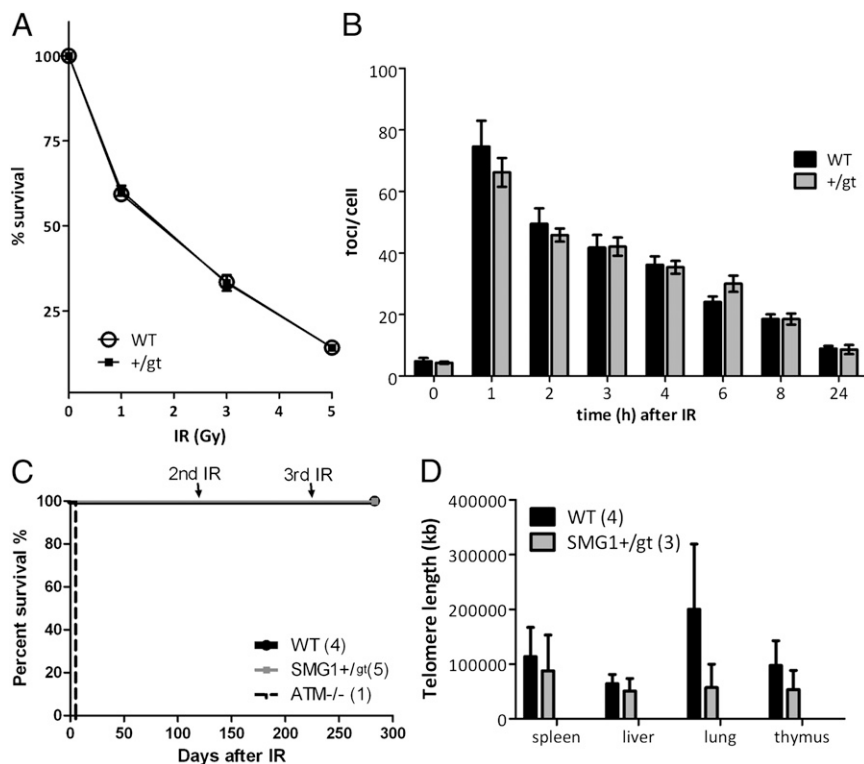 A
% survival
100
75
50
25
WT
+/gt
0 1 2 3 4 5
IR (Gy)
B
foci/cell
100
80
60
40
20
0
WT
+/gt
0 1 2 3 4 6 8 24
time (h) after IR
C
2nd IR 3rd IR
Percent survival %
100
80
60
40
20
0
WT (4)
SMG1+/gt(5)
ATM-/- (1)
0 50 100 150 200 250 300
Days after IR
D
Telomere length (kb)
400000
300000
200000
100000
0
WT (4)
SMG1+/gt (3)
spleen liver lung thymus